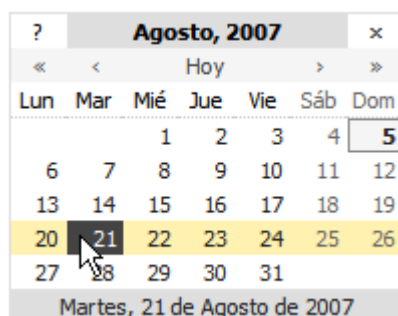 ? Agosto, 2007 ×
« ‹ Hoy › »
Lun Mar Mié Jue Vie Sáb Dom
1 2 3 4 5
6 7 8 9 10 11 12
13 14 15 16 17 18 19
20 21 22 23 24 25 26
27 28 29 30 31
Martes, 21 de Agosto de 2007